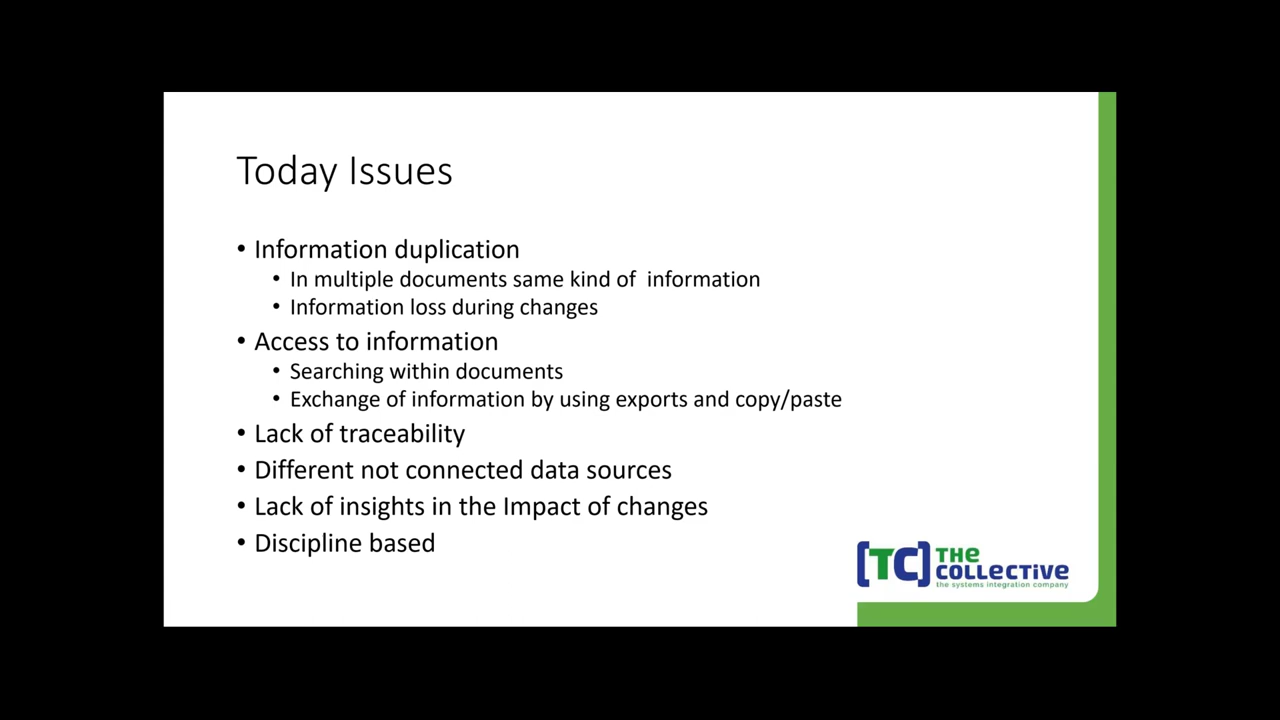 Today Issues
• Information duplication
• In multiple documents same kind of  information
• Information loss during changes
• Access to information
• Searching within documents
• Exchange of information by using exports and copy/paste
• Lack of traceability
• Different not connected data sources
• Lack of insights in the Impact of changes
• Discipline based
[TC] THE COLLECTIVE
the systems integration company